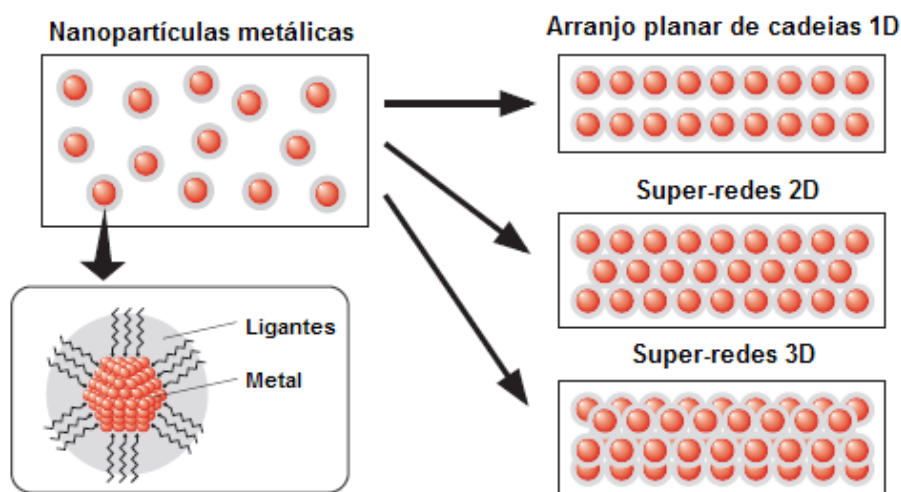 Nanopartículas metálicas
Arranjo planar de cadeias 1D
Super-redes 2D
Ligantes
Metal
Super-redes 3D